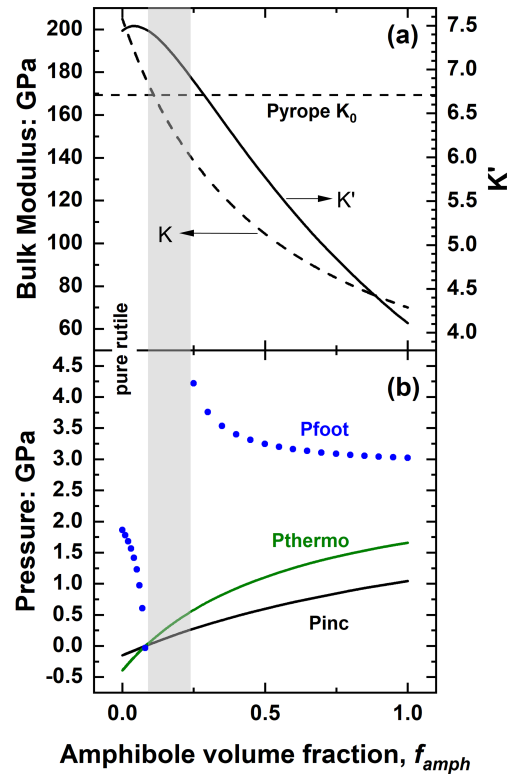 (a)
200
180
160
140
120
100
80
60
Bulk Modulus: GPa
Pyrope K0
K'
K
7.5
7.0
6.5
6.0
5.5
5.0
4.5
4.0
K'
pure rutile
(b)
4.5
4.0
3.5
3.0
2.5
2.0
1.5
1.0
0.5
0.0
-0.5
Pressure: GPa
Pfoot
Pthermo
Pinc
0.0 0.5 1.0
Amphibole volume fraction, famph